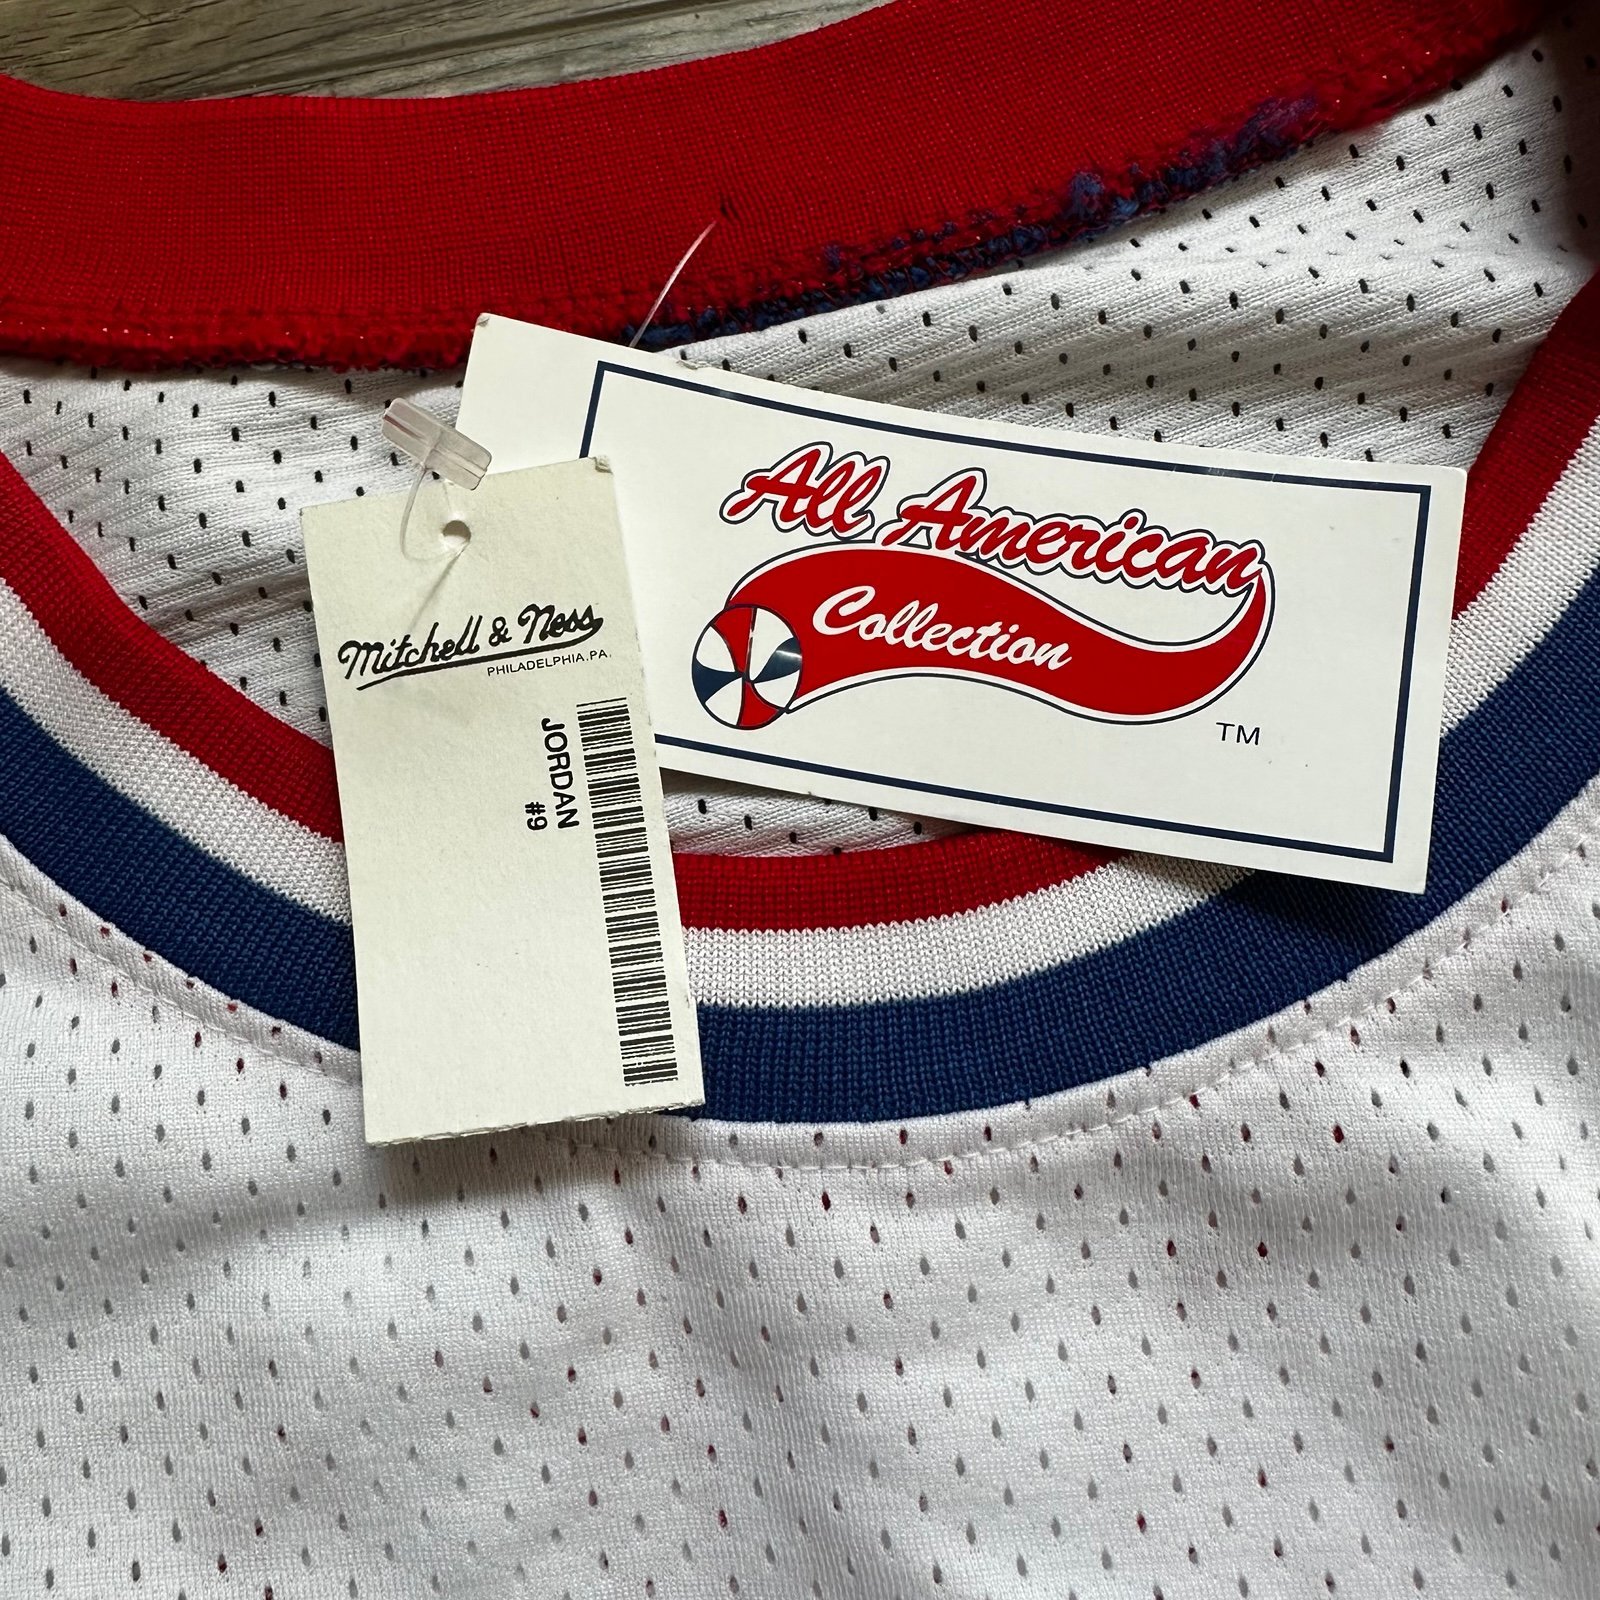 Mitchell & Ness
PHILADELPHIA.PA.
JORDAN
#9
All American
Collection
TM